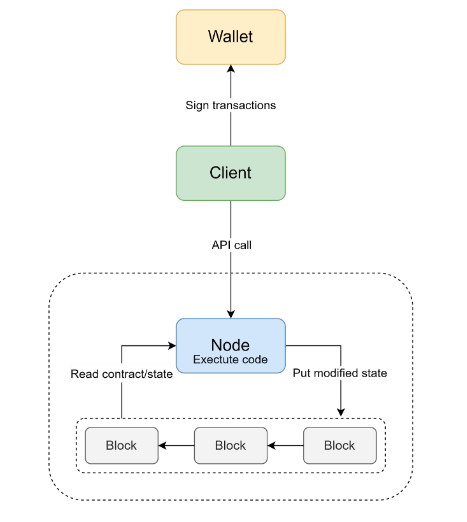 Wallet
Sign transactions
Client
API call
Node
Exectute code
Read contract/state
Put modified state
Block
Block
Block